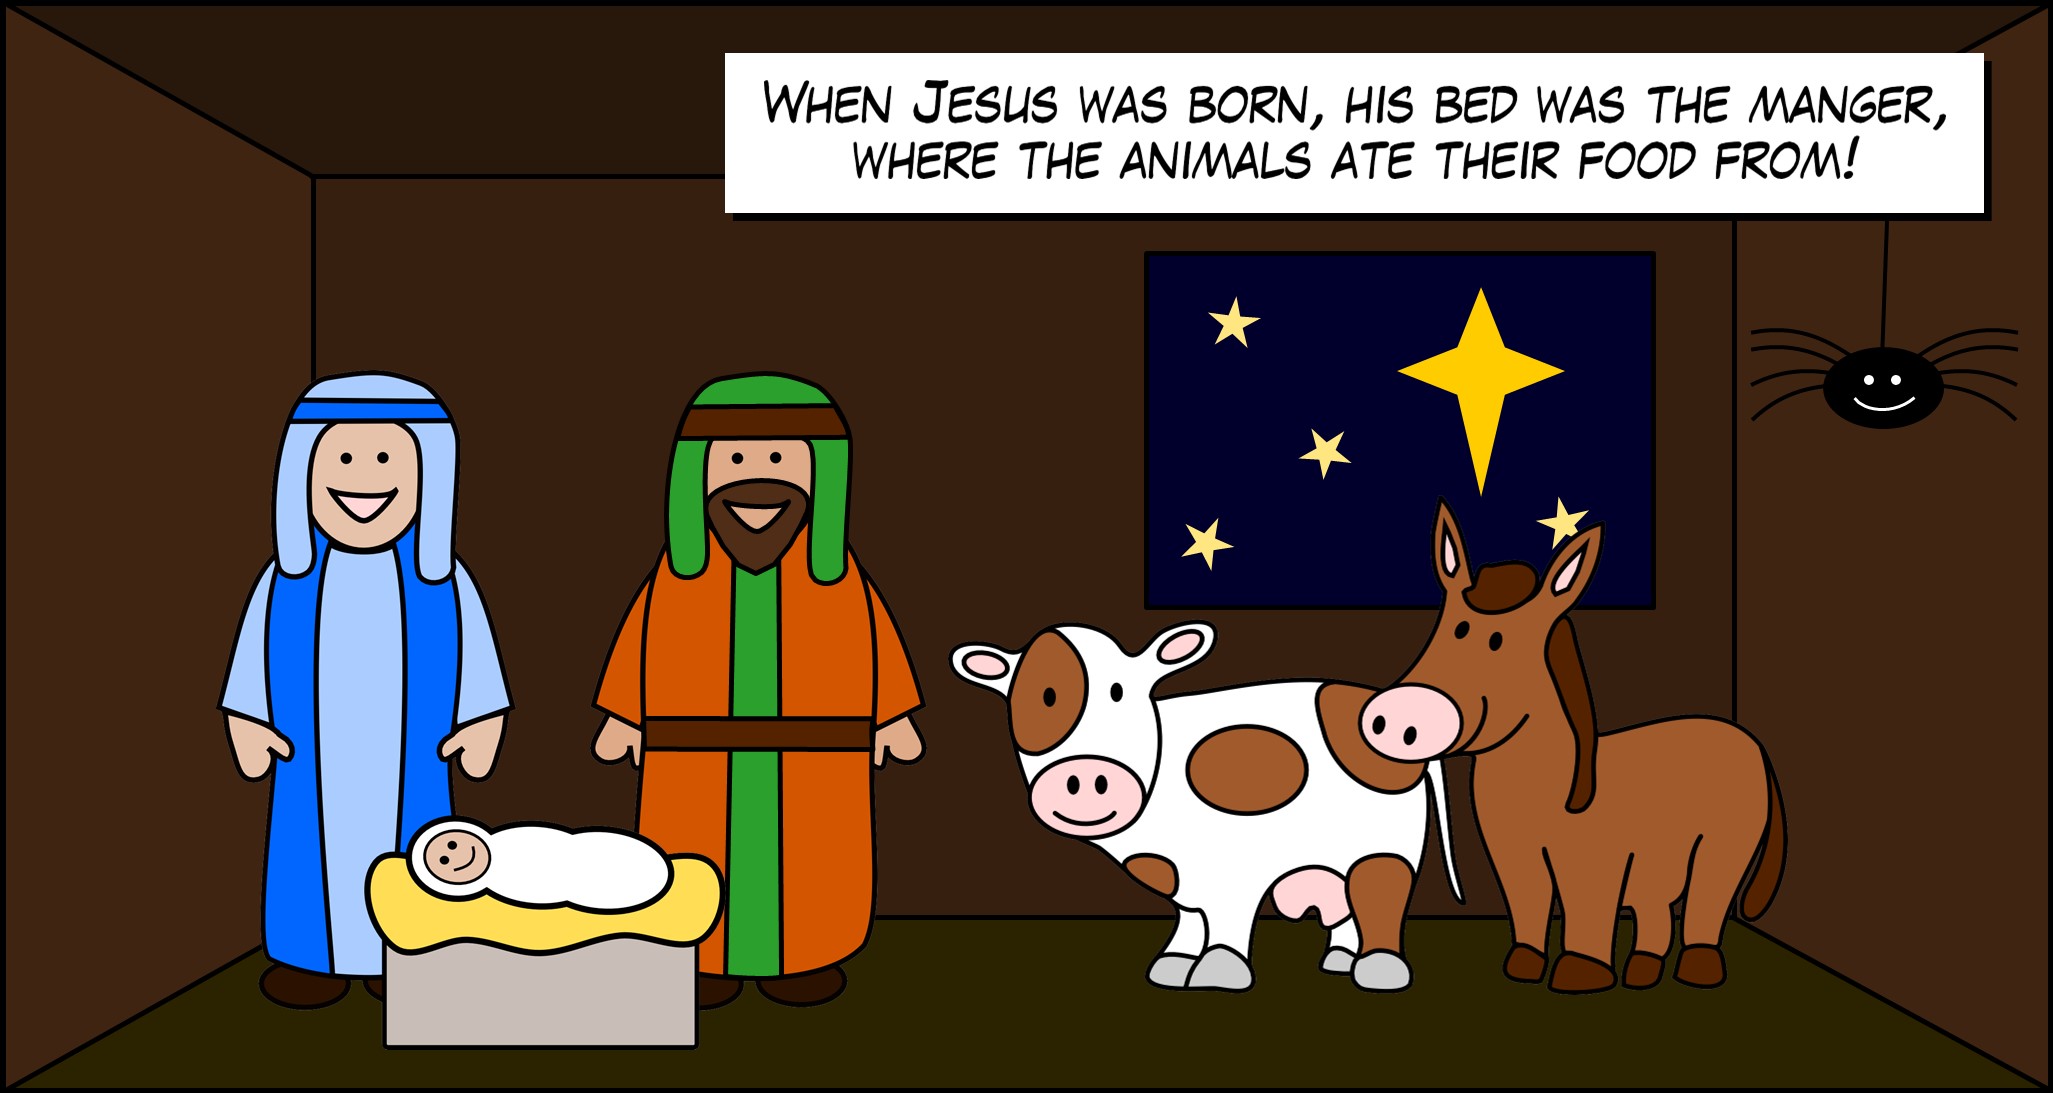 When Jesus was born, his bed was the manger,
where the animals ate their food from!